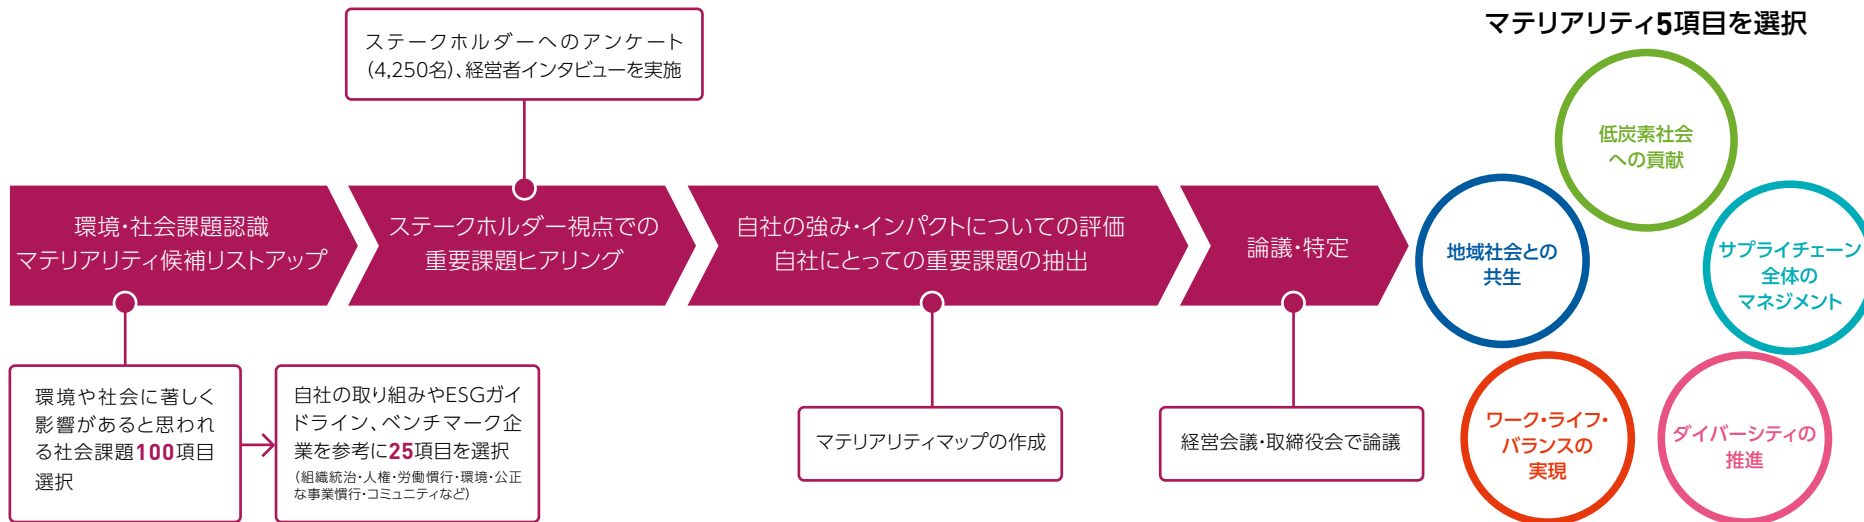 マテリアリティ5項目を選択
ステークホルダーへのアンケート
(4,250名)、経営者インタビューを実施
環境・社会課題認識
マテリアリティ候補リストアップ
ステークホルダー視点での
重要課題ヒアリング
自社の強み・インパクトについての評価
自社にとっての重要課題の抽出
論議・特定
環境や社会に著しく
影響があると思われ
る社会課題100項目
選択
自社の取り組みやESGガイ
ドライン、ベンチマーク企
業を参考に25項目を選択
(組織統治・人権・労働慣行・環境・公正
な事業慣行・コミュニティなど)
マテリアリティマップの作成
経営会議・取締役会で論議
低炭素社会
への貢献
地域社会との
共生
サプライチェーン
全体の
マネジメント
ワーク・ライフ・
バランスの
実現
ダイバーシティの
推進